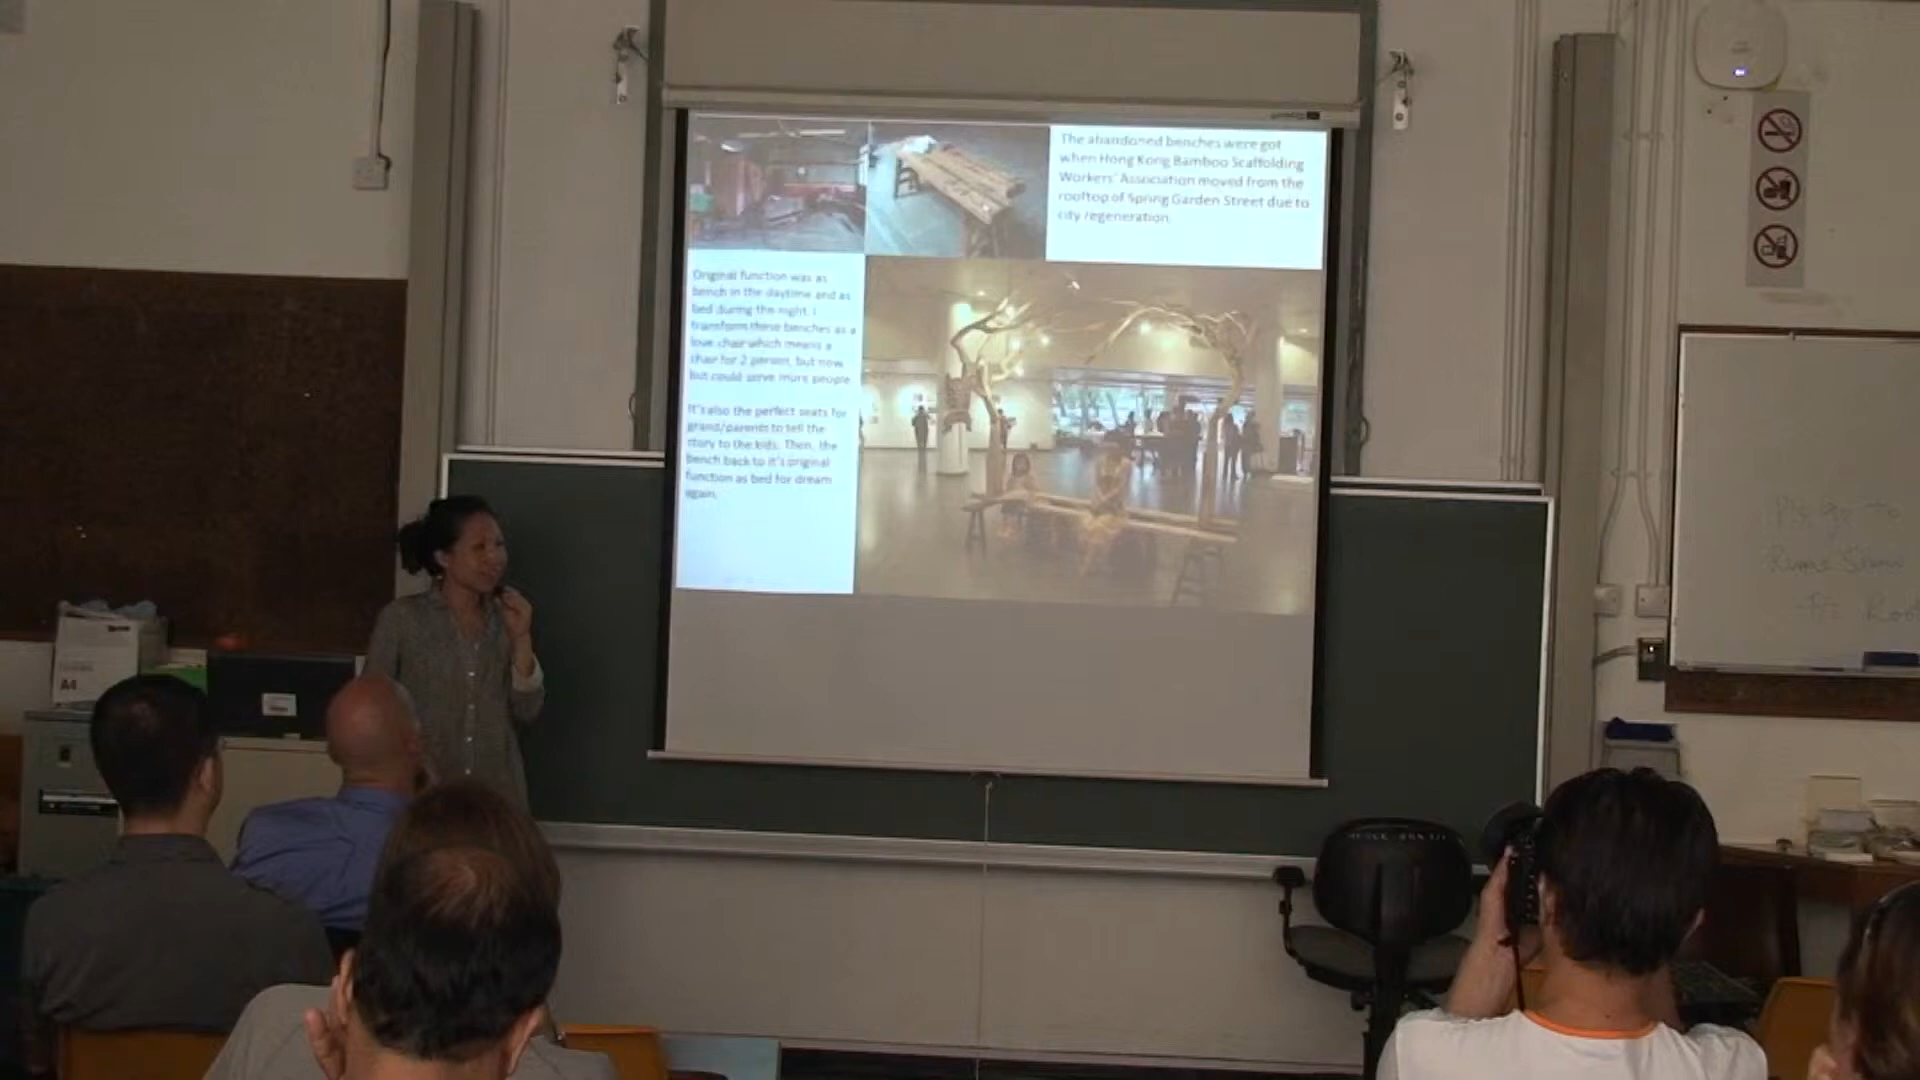 The abandoned benches were got
when Hong Kong Bamboo Scaffolding
Workers' Association moved from the
rooftop of Spring Garden Street due to
city regeneration.
Original function was as
bench in the daytime and as
bed during the night. I
transform these benches as a
love chair which means a
chair for 2 person, but now
but could serve more people.
It's also the perfect seats for
grand/parents to tell the
story to the kids. Then, the
bench back to it's original
function as bed for dream
again.
Pls go to
A4